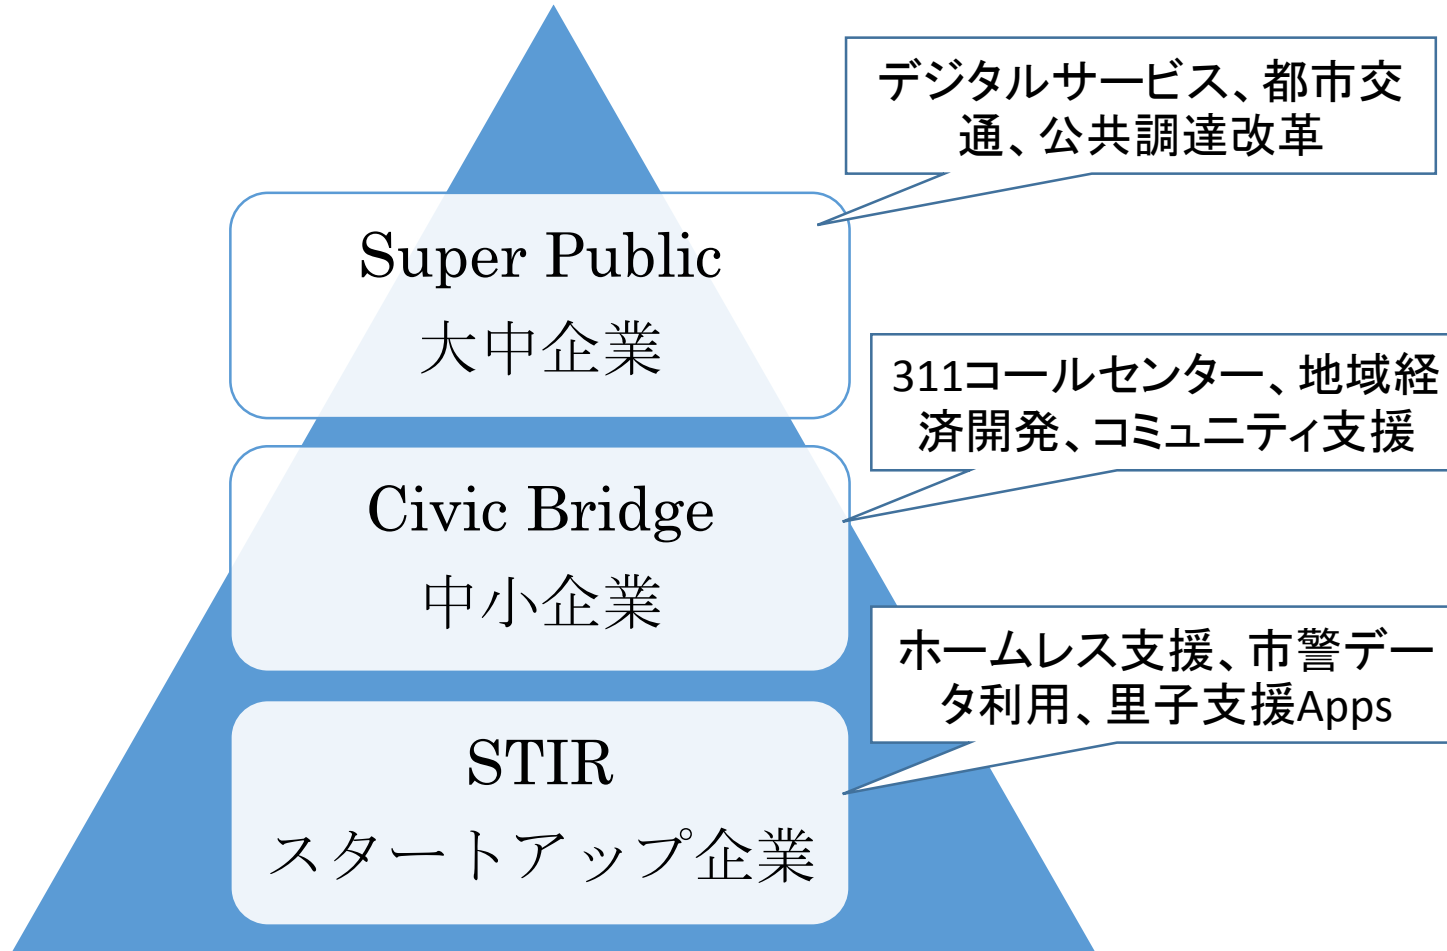 デジタルサービス、都市交
通、公共調達改革
Super Public
大中企業
311コールセンター、地域経
済開発、コミュニティ支援
Civic Bridge
中小企業
ホームレス支援、市警デー
タ利用、里子支援Apps
STIR
スタートアップ企業